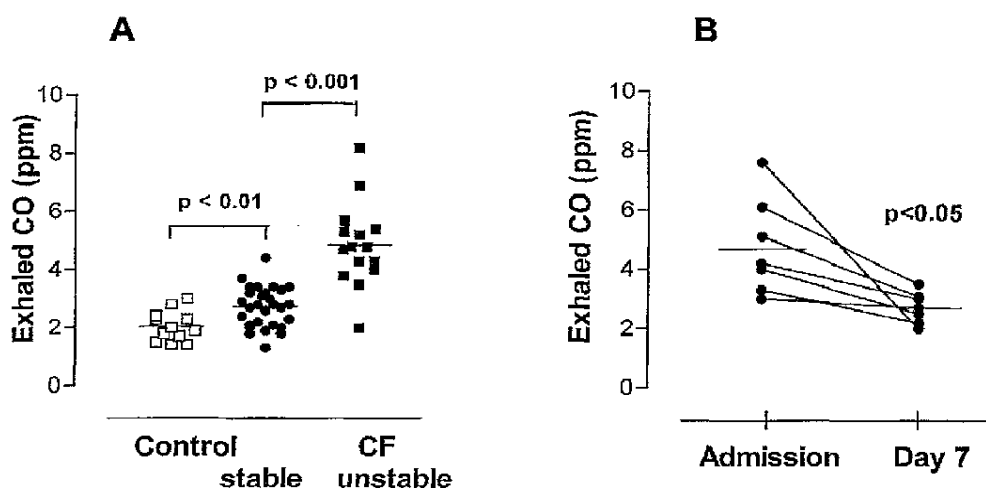 A
Exhaled CO (ppm)
10
8
6
4
2
0
p < 0.01
p < 0.001
Control
stable
CF
unstable
B
Exhaled CO (ppm)
10
8
6
4
2
0
p<0.05
Admission
Day 7